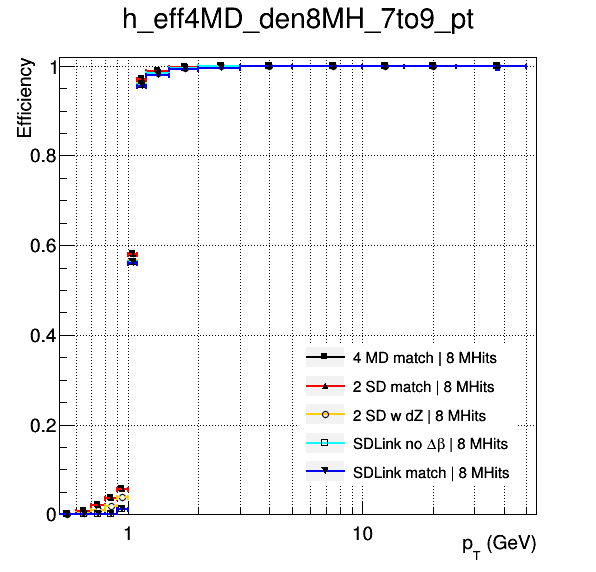 h_eff4MD_den8MH_7to9_pt
Efficiency
1
0.8
0.6
0.4
0.2
0
4 MD match | 8 MHits
2 SD match | 8 MHits
2 SD w dZ | 8 MHits
SDLink no Δβ | 8 MHits
SDLink match | 8 MHits
1 10
p_T (GeV)